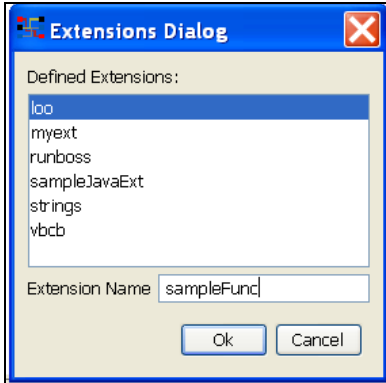 Extensions Dialog
Defined Extensions:
loo
myext
runboss
sampleJavaExt
strings
vbcb
Extension Name sampleFunc
Ok Cancel